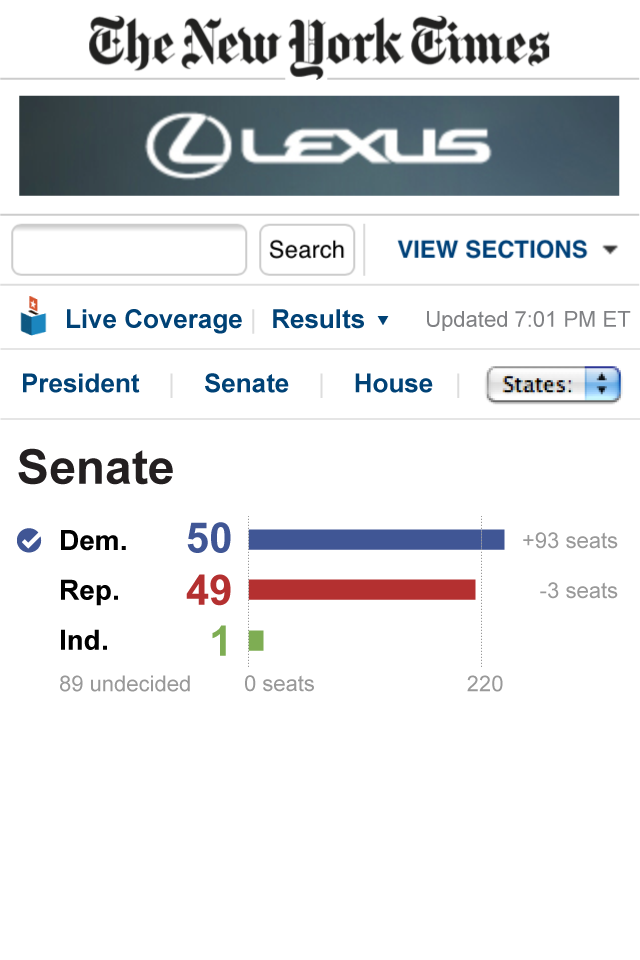 The New York Times
LEXUS
Search VIEW SECTIONS
Live Coverage Results Updated 7:01 PM ET
President Senate House States:
Senate
Dem. 50 +93 seats
Rep. 49 -3 seats
Ind. 1
89 undecided 0 seats 220